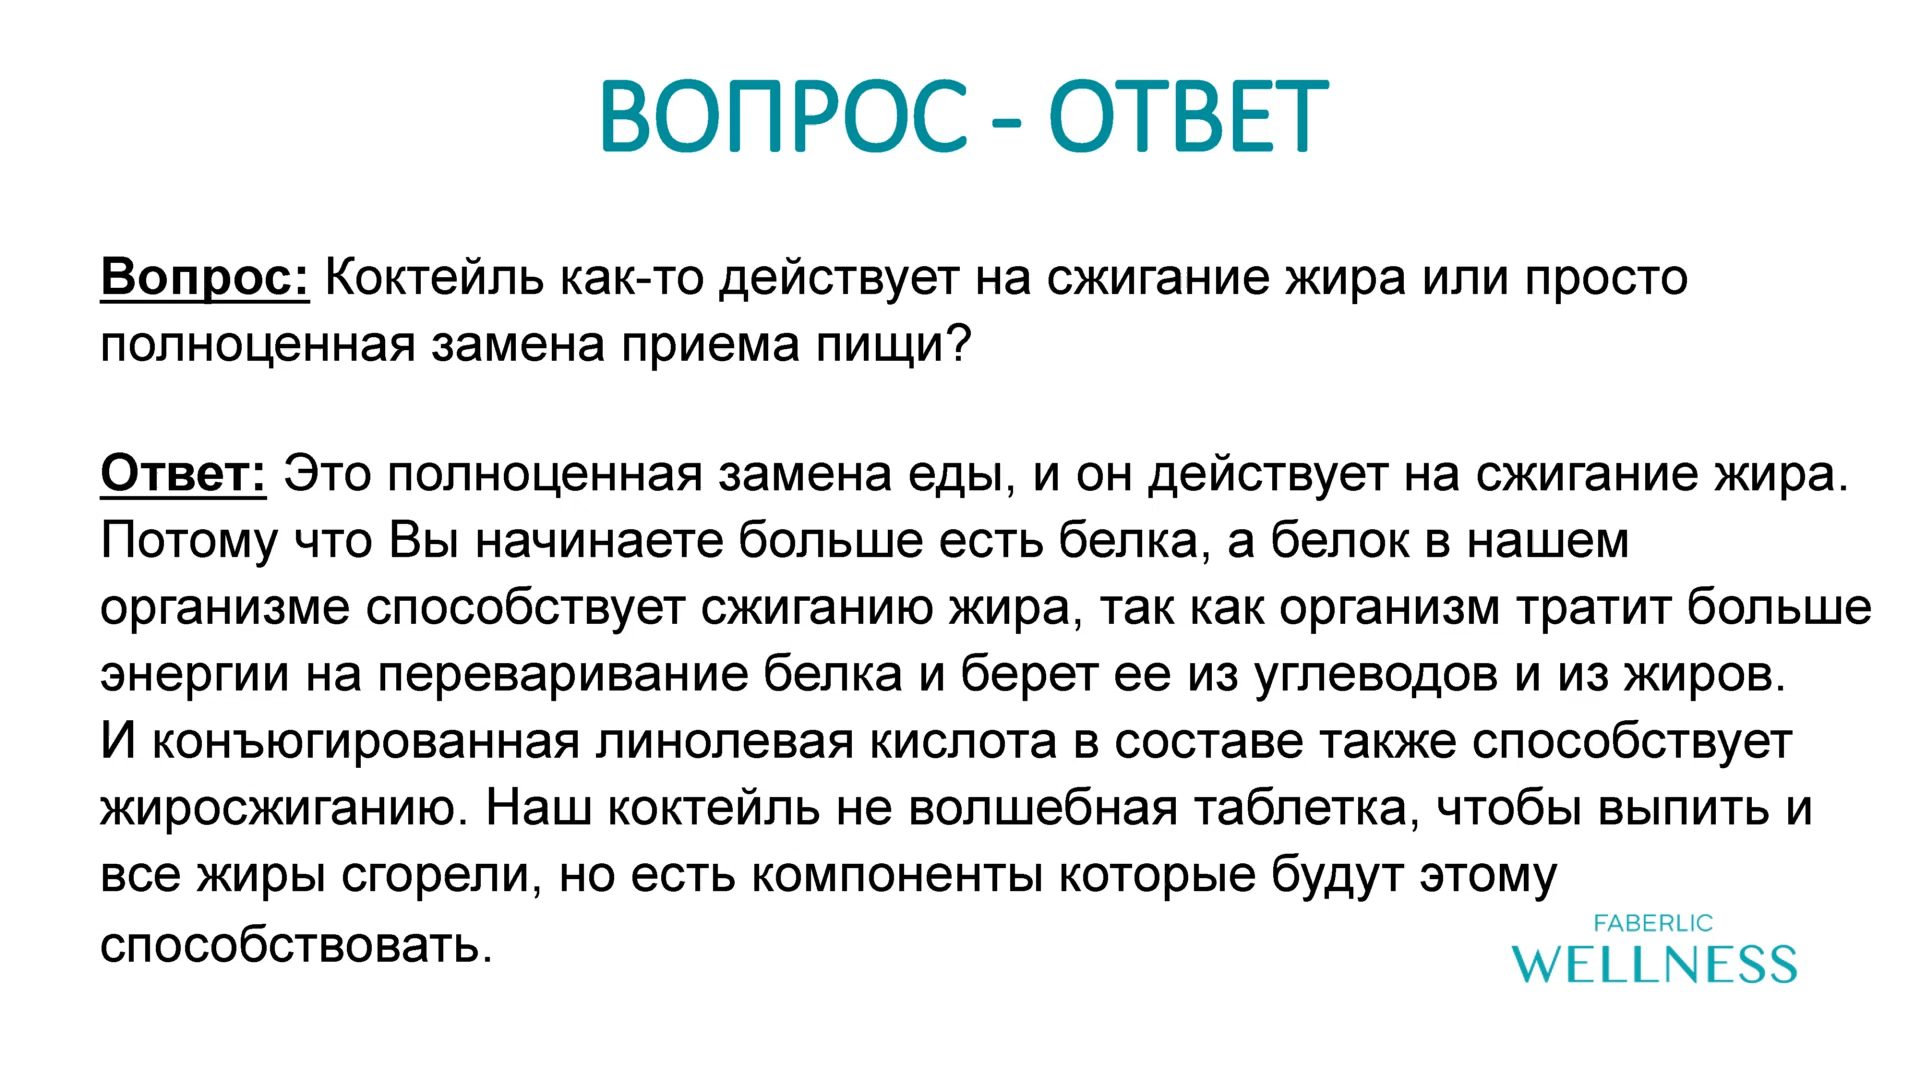 ВОПРОС - ОТВЕТ
Вопрос: Коктейль как-то действует на сжигание жира или просто
полноценная замена приема пищи?
Ответ: Это полноценная замена еды, и он действует на сжигание жира.
Потому что Вы начинаете больше есть белка, а белок в нашем
организме способствует сжиганию жира, так как организм тратит больше
энергии на переваривание белка и берет ее из углеводов и из жиров.
И конъюгированная линолевая кислота в составе также способствует
жиросжиганию. Наш коктейль не волшебная таблетка, чтобы выпить и
все жиры сгорели, но есть компоненты которые будут этому
способствовать.
FABERLIC
WELLNESS